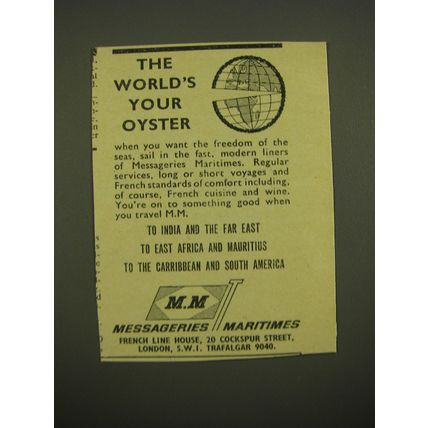 THE
WORLD'S
YOUR
OYSTER
when you want the freedom of the
seas, sail in the fast, modern liners
of Messageries Maritimes. Regular
services, long or short voyages and
French standards of comfort including,
of course, French cuisine and wine.
You're on to something good when
you travel M.M.
TO INDIA AND THE FAR EAST
TO EAST AFRICA AND MAURITIUS
TO THE CARRIBBEAN AND SOUTH AMERICA
M.M
MESSAGERIES MARITIMES
FRENCH LINE HOUSE, 20 COCKSPUR STREET,
LONDON, S.W.I. TRAFALGAR 9040.